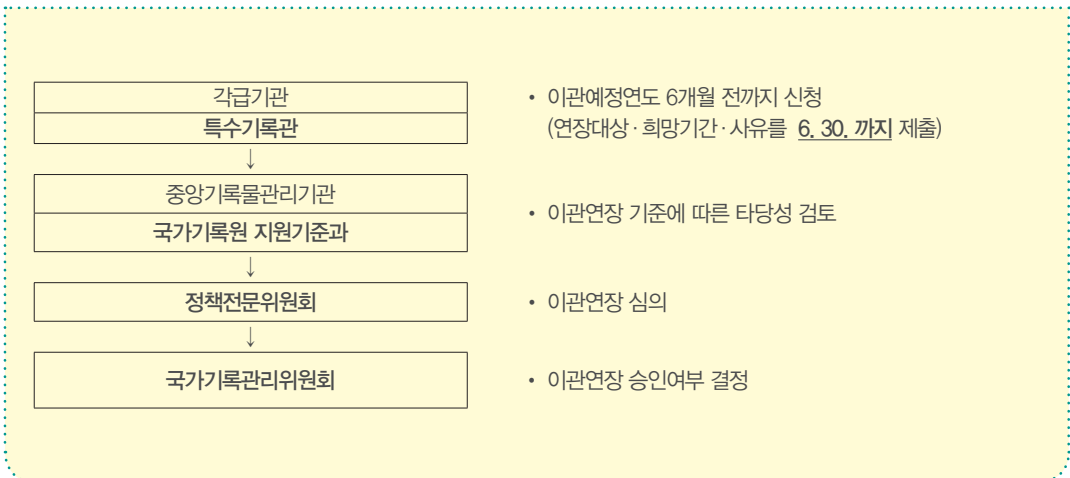 각급기관
특수기록관
• 이관예정연도 6개월 전까지 신청
(연장대상·희망기간·사유를 6. 30. 까지 제출)
↓
중앙기록물관리기관
국가기록원 지원기준과
• 이관연장 기준에 따른 타당성 검토
↓
정책전문위원회
• 이관연장 심의
↓
국가기록관리위원회
• 이관연장 승인여부 결정